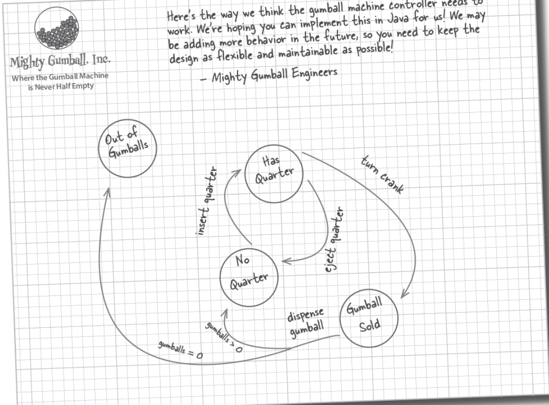 Here's the way we think the gumball machine controller needs to
work. We're hoping you can implement this in Java for us! We may
be adding more behavior in the future, so you need to keep the
design as flexible and maintainable as possible!
- Mighty Gumball Engineers
Mighty Gumball, Inc.
Where the Gumball Machine
is Never Half Empty
Out of
Gumballs
Has
Quarter
turn crank
insert quarter
eject quarter
No
Quarter
Gumball
Sold
dispense
gumball
gumballs > 0
gumballs = 0